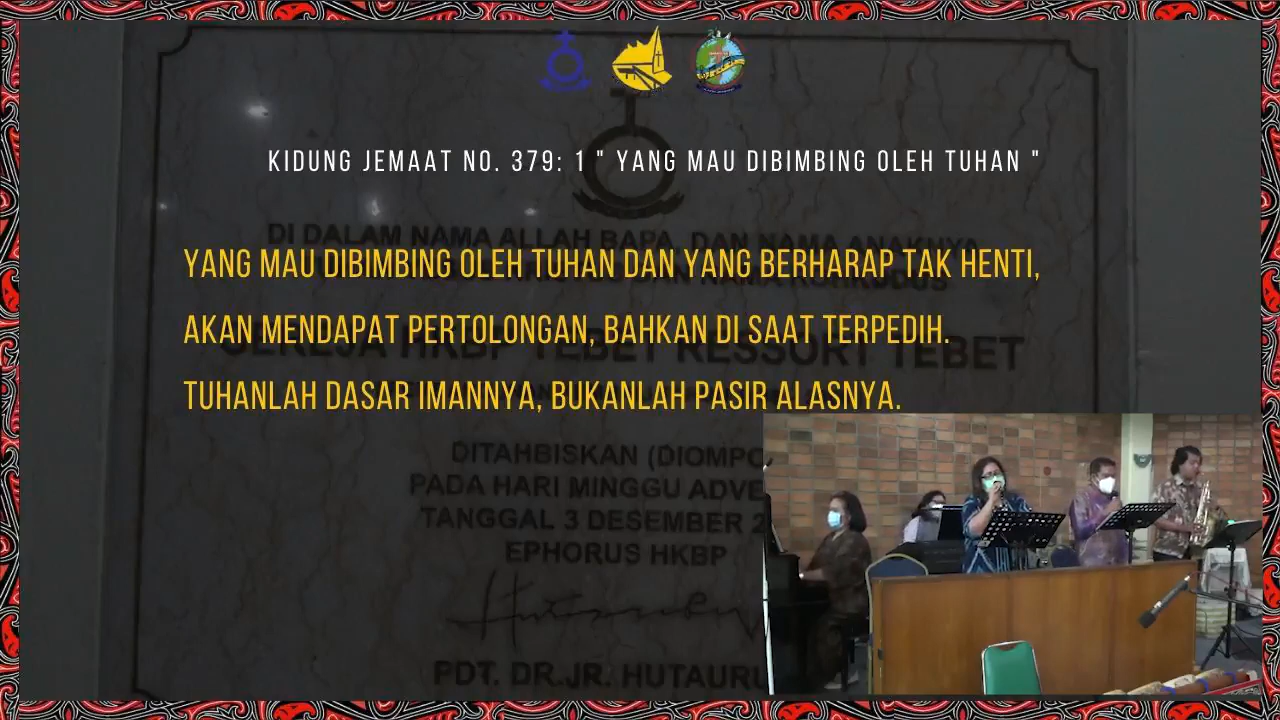 KIDUNG JEMAAT NO. 379: 1 " YANG MAU DIBIMBING OLEH TUHAN "
DI DALAM NAMA ALLAH BAPA, DAN NAMA ANAKNYA
YANG MAU DIBIMBING OLEH TUHAN DAN YANG BERHARAP TAK HENTI,
DAN NAMA ROHKUDUS
AKAN MENDAPAT PERTOLONGAN, BAHKAN DI SAAT TERPEDIH.
GEREJA HKBP TEBET RESSORT TEBET
TUHANLAH DASAR IMANNYA, BUKANLAH PASIR ALASNYA.
DITAHBISKAN (DIOMPO
PADA HARI MINGGU ADVE
TANGGAL 3 DESEMBER 2
EPHORUS HKBP
PDT. DR. JR. HUTAURU